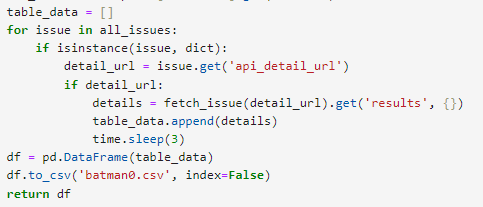 table_data = []
for issue in all_issues:
    if isinstance(issue, dict):
        detail_url = issue.get('api_detail_url')
        if detail_url:
            details = fetch_issue(detail_url).get('results', {})
            table_data.append(details)
            time.sleep(3)
df = pd.DataFrame(table_data)
df.to_csv('batman0.csv', index=False)
return df